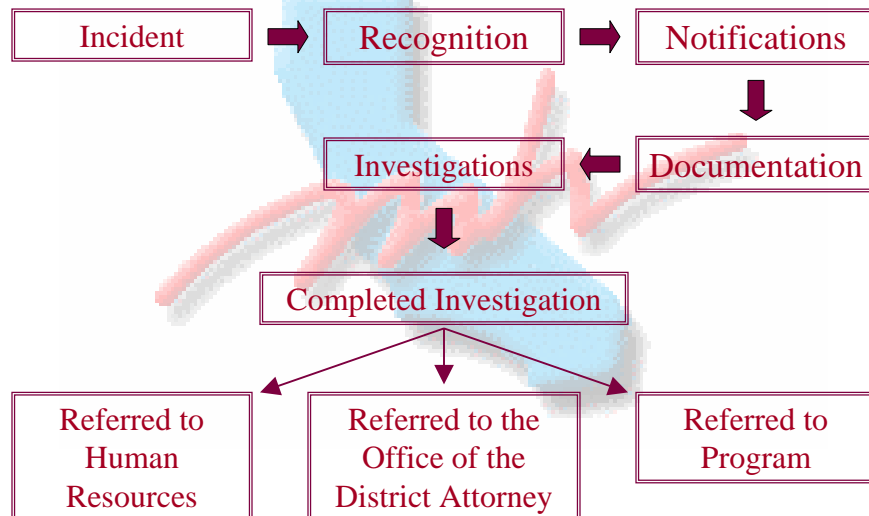 Incident
Recognition
Notifications
Investigations
Documentation
Completed Investigation
Referred to
Human
Resources
Referred to the
Office of the
District Attorney
Referred to
Program